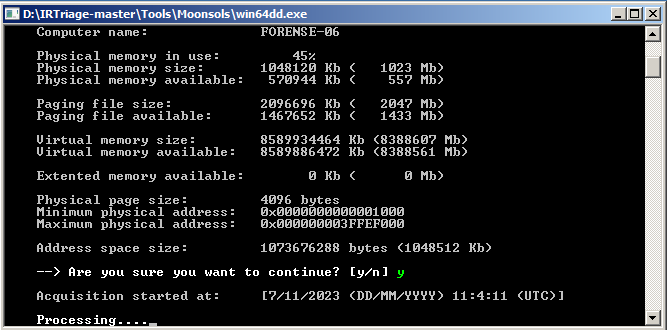 D:\IRTriage-master\Tools\Moonsols\win64dd.exe
Computer name: FORENSE-06
Physical memory in use: 45%
Physical memory size: 1048120 Kb ( 1023 Mb)
Physical memory available: 570944 Kb ( 557 Mb)
Paging file size: 2096696 Kb ( 2047 Mb)
Paging file available: 1467652 Kb ( 1433 Mb)
Virtual memory size: 8589934464 Kb (8388607 Mb)
Virtual memory available: 8589886472 Kb (8388561 Mb)
Extented memory available: 0 Kb ( 0 Mb)
Physical page size: 4096 bytes
Minimum physical address: 0x0000000000001000
Maximum physical address: 0x000000003FFEF000
Address space size: 1073676288 bytes (1048512 Kb)
--> Are you sure you want to continue? [y/n] y
Acquisition started at: [7/11/2023 (DD/MM/YYYY) 11:4:11 (UTC)]
Processing....